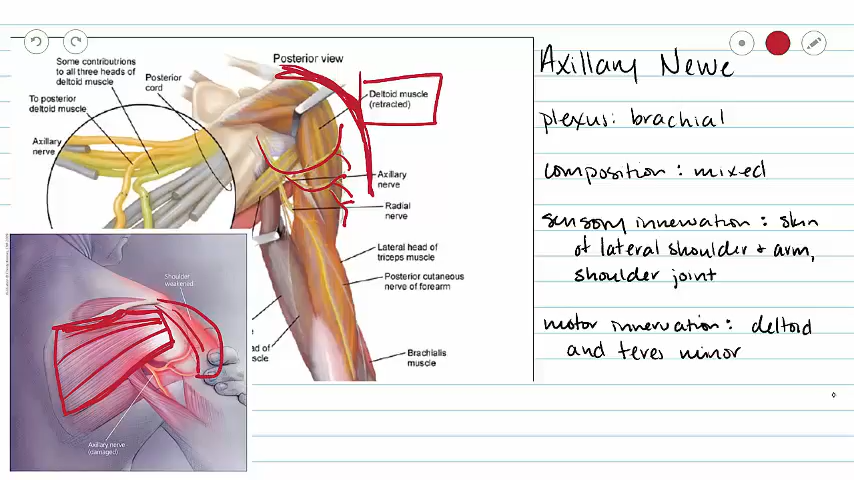 Posterior view
Some contributions
to all three heads of
deltoid muscle
Posterior
cord
To posterior
deltoid muscle
Axillary
nerve
Deltoid muscle
(retracted)
Axillary
nerve
Radial
nerve
Lateral head of
triceps muscle
Posterior cutaneous
nerve of forearm
Brachialis
muscle
Shoulder
weakened
Axillary nerve
(damaged)
Axillary Nerve
plexus: brachial
composition: mixed
sensory innervation: skin
of lateral shoulder + arm,
shoulder joint
motor innervation: deltoid
and teres minor